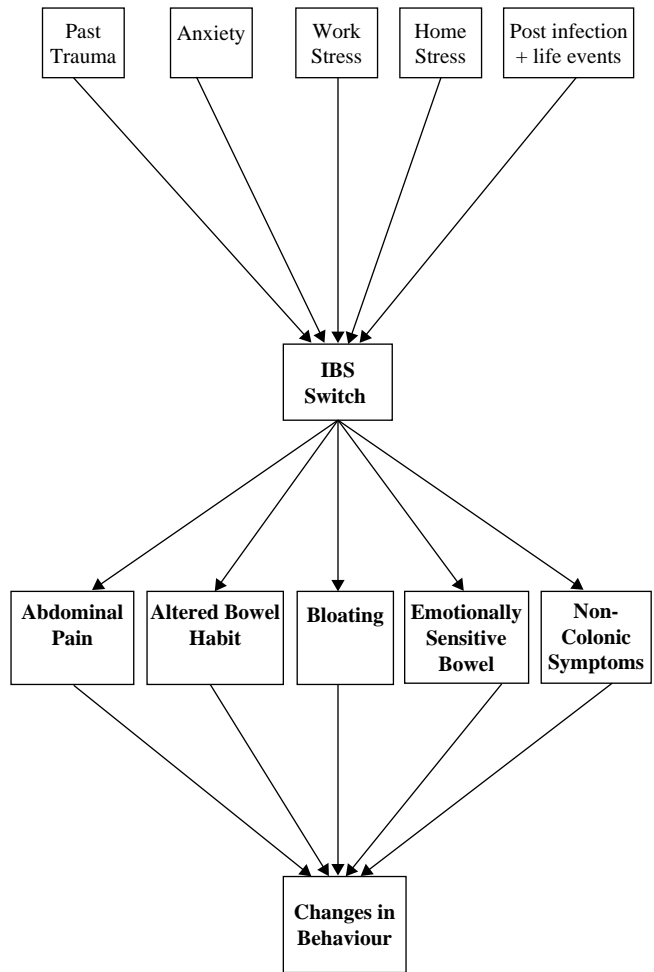 Past
Trauma
Anxiety
Work
Stress
Home
Stress
Post infection
+ life events
IBS
Switch
Abdominal
Pain
Altered Bowel
Habit
Bloating
Emotionally
Sensitive
Bowel
Non-
Colonic
Symptoms
Changes in
Behaviour